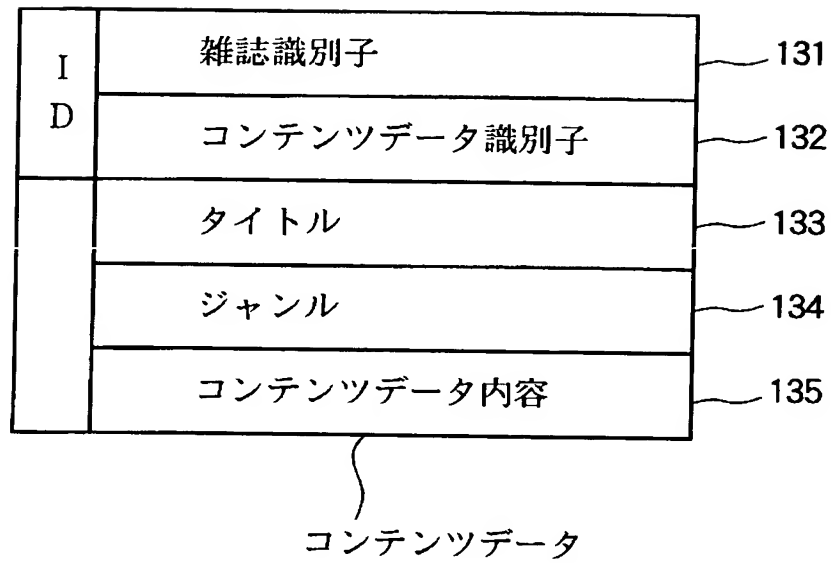 ID
雑誌識別子 131
コンテンツデータ識別子 132
タイトル 133
ジャンル 134
コンテンツデータ内容 135
コンテンツデータ